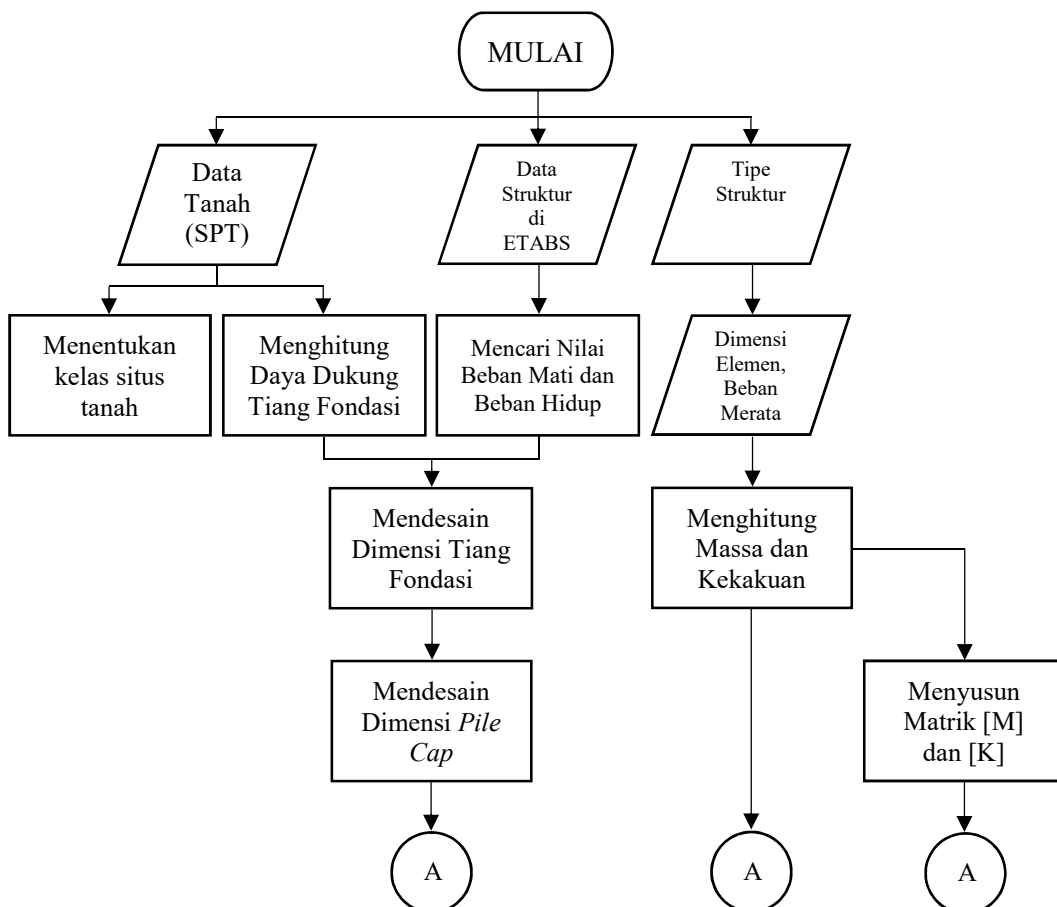 MULAI
Data
Tanah
(SPT)
Data
Struktur
di
ETABS
Tipe
Struktur
Menentukan
kelas situs
tanah
Menghitung
Daya Dukung
Tiang Fondasi
Mencari Nilai
Beban Mati dan
Beban Hidup
Dimensi
Elemen,
Beban
Merata
Mendesain
Dimensi Tiang
Fondasi
Menghitung
Massa dan
Kekakuan
Mendesain
Dimensi Pile
Cap
Menyusun
Matrik [M]
dan [K]
A
A
A